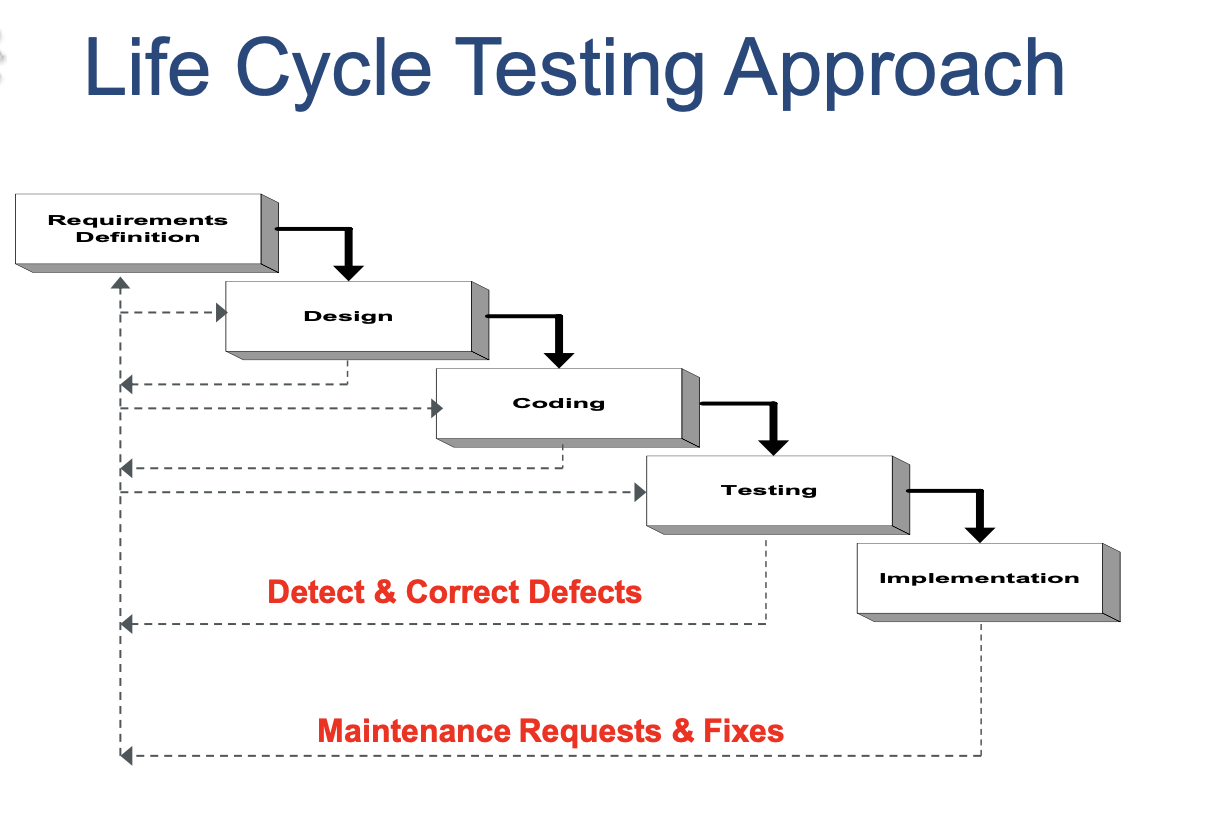 Life Cycle Testing Approach
Requirements
Definition
Design
Coding
Testing
Implementation
Detect & Correct Defects
Maintenance Requests & Fixes